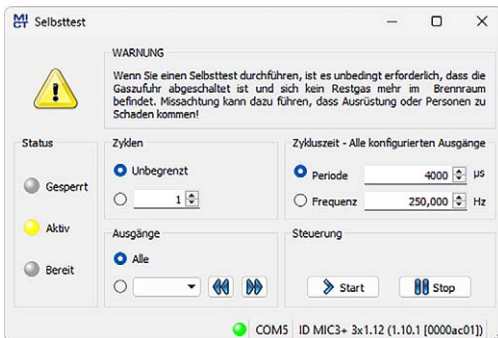 MICT Selbsttest
WARNUNG
Wenn Sie einen Selbsttest durchführen, ist es unbedingt erforderlich, dass die
Gaszufuhr abgeschaltet ist und sich kein Restgas mehr im Brennraum
befindet. Missachtung kann dazu führen, dass Ausrüstung oder Personen zu
Schaden kommen!
Status
Gesperrt
Aktiv
Bereit
Zyklen
Unbegrenzt
1
Zykluszeit - Alle konfigurierten Ausgänge
Periode 4000 µs
Frequenz 250,000 Hz
Ausgänge
Alle
Steuerung
Start
Stop
COM5 ID MIC3+ 3x1.12 (1.10.1 [0000ac01])